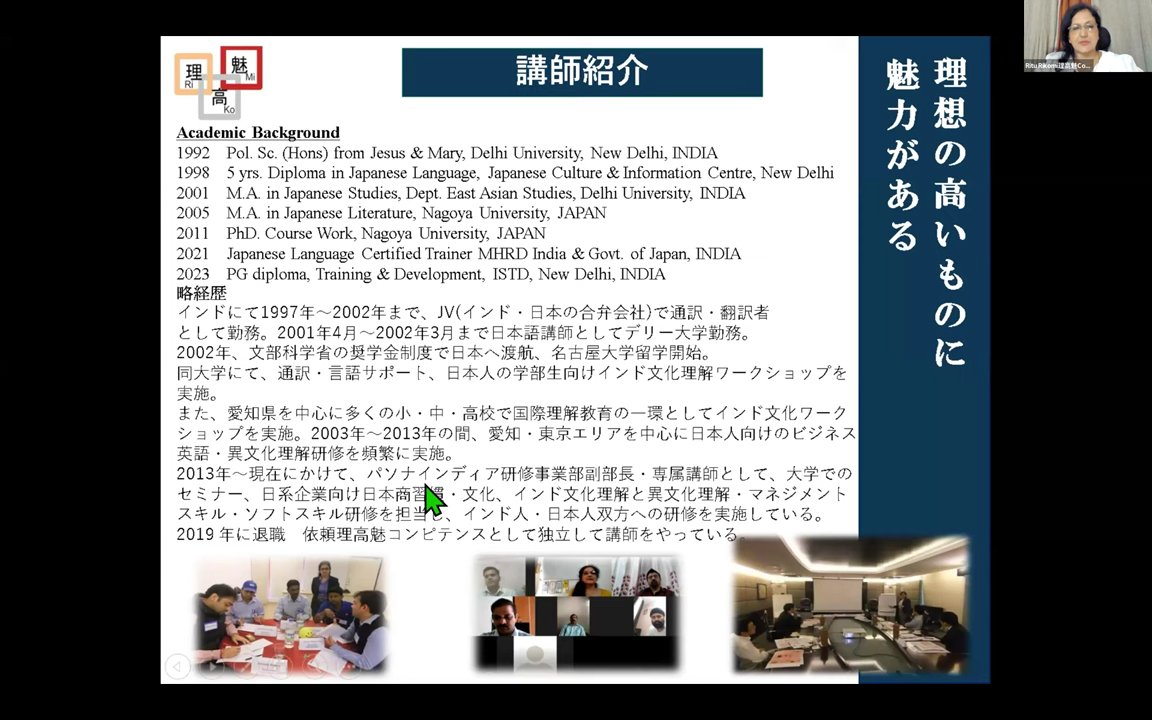 理
Ri
魅
Mi
高
Ko
講師紹介
Academic Background
1992 Pol. Sc. (Hons) from Jesus & Mary, Delhi University, New Delhi, INDIA
1998 5 yrs. Diploma in Japanese Language, Japanese Culture & Information Centre, New Delhi
2001 M.A. in Japanese Studies, Dept. East Asian Studies, Delhi University, INDIA
2005 M.A. in Japanese Literature, Nagoya University, JAPAN
2011 PhD. Course Work, Nagoya University, JAPAN
2021 Japanese Language Certified Trainer MHRD India & Govt. of Japan, INDIA
2023 PG diploma, Training & Development, ISTD, New Delhi, INDIA
略経歴
インドにて1997年～2002年まで、JV(インド・日本の合弁会社)で通訳・翻訳者
として勤務。2001年4月～2002年3月まで日本語講師としてデリー大学勤務。
2002年、文部科学省の奨学金制度で日本へ渡航、名古屋大学留学開始。
同大学にて、通訳・言語サポート、日本人の学部生向けインド文化理解ワークショップを
実施。
また、愛知県を中心に多くの小・中・高校で国際理解教育の一環としてインド文化ワーク
ショップを実施。2003年～2013年の間、愛知・東京エリアを中心に日本人向けのビジネス
英語・異文化理解研修を頻繁に実施。
2013年～現在にかけて、パソナインディア研修事業部副部長・専属講師として、大学での
セミナー、日系企業向け日本商習慣・文化、インド文化理解と異文化理解・マネジメント
スキル・ソフトスキル研修を担当し、インド人・日本人双方への研修を実施している。
2019 年に退職 依頼理高魅コンピテンスとして独立して講師をやっている。
理想の高いものに
魅力がある
Ritu Rikomi 理高魅Co...